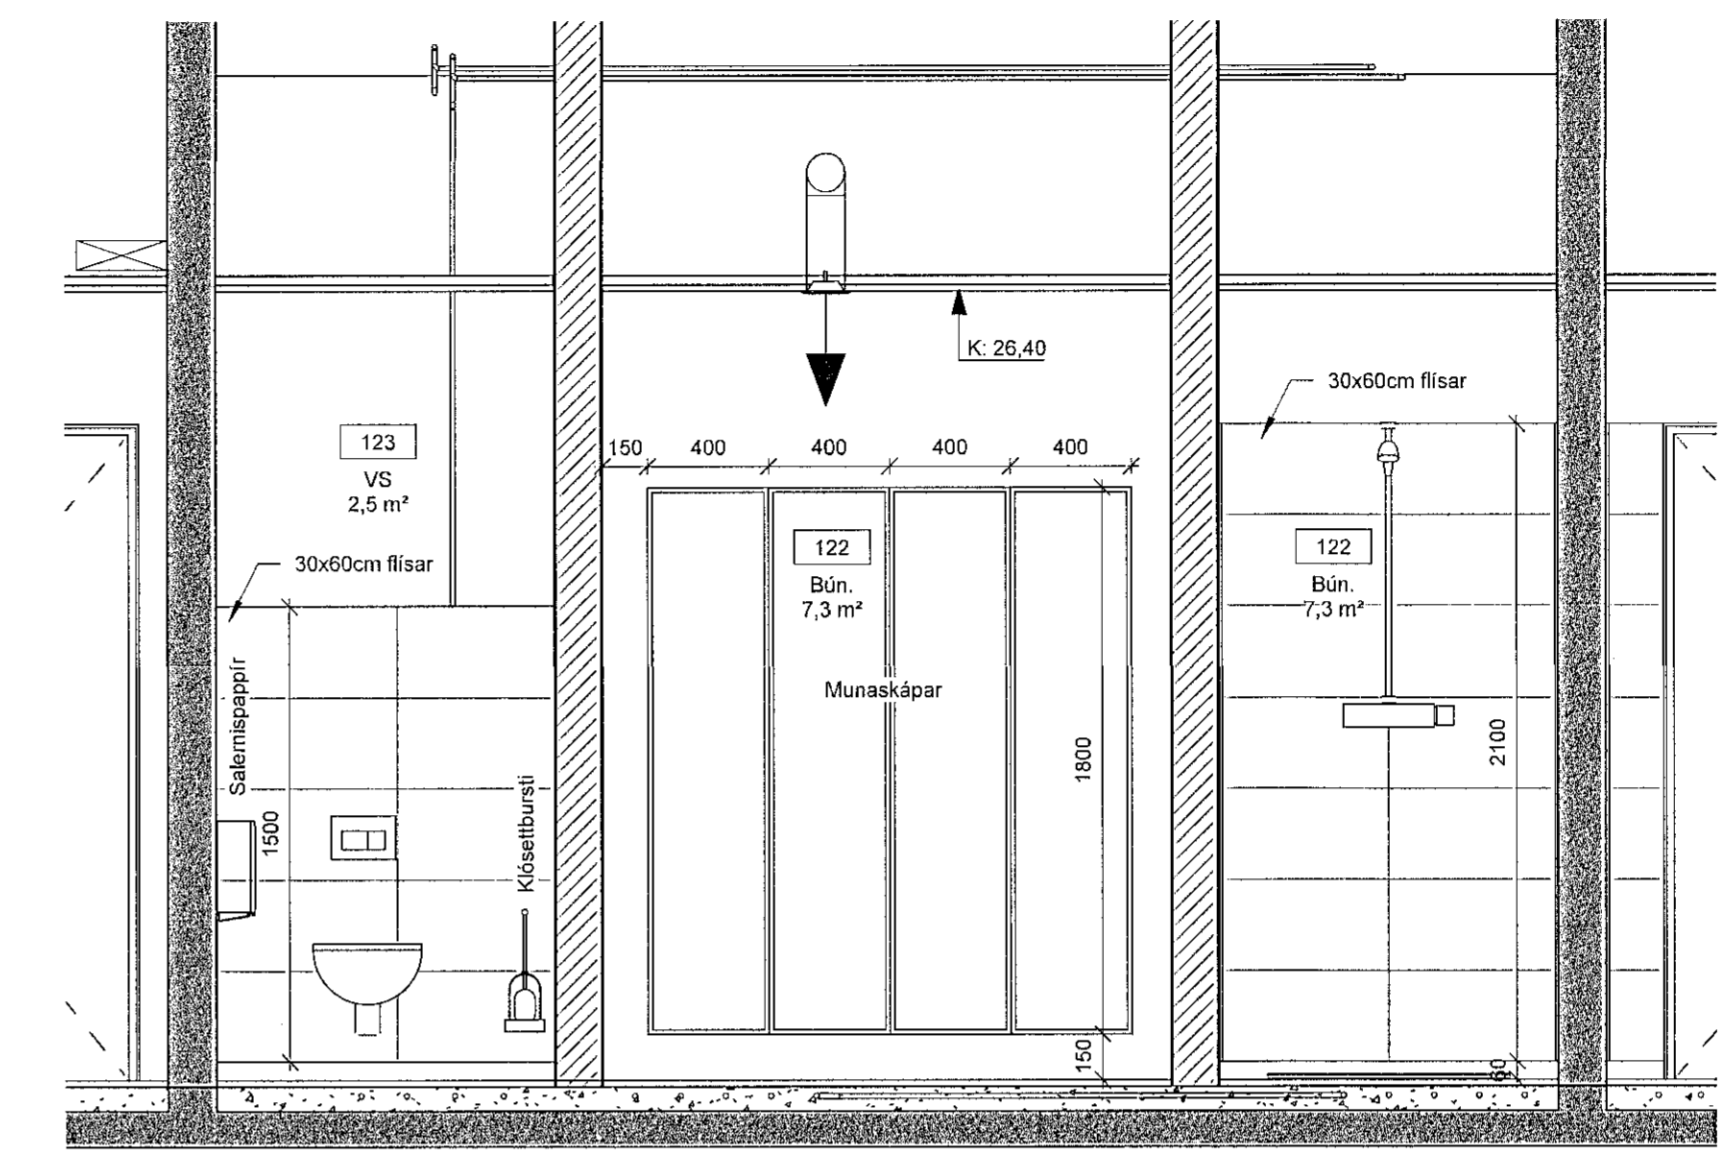 K: 26,40
30x60cm flísar
123
VS
2,5 m²
150 400 400 400 400
122
Bún.
7,3 m²
122
Bún.
7,3 m²
30x60cm flísar
Salernispappír
Munaskápar
1800
2100
1500
Klósettbursti
150
60